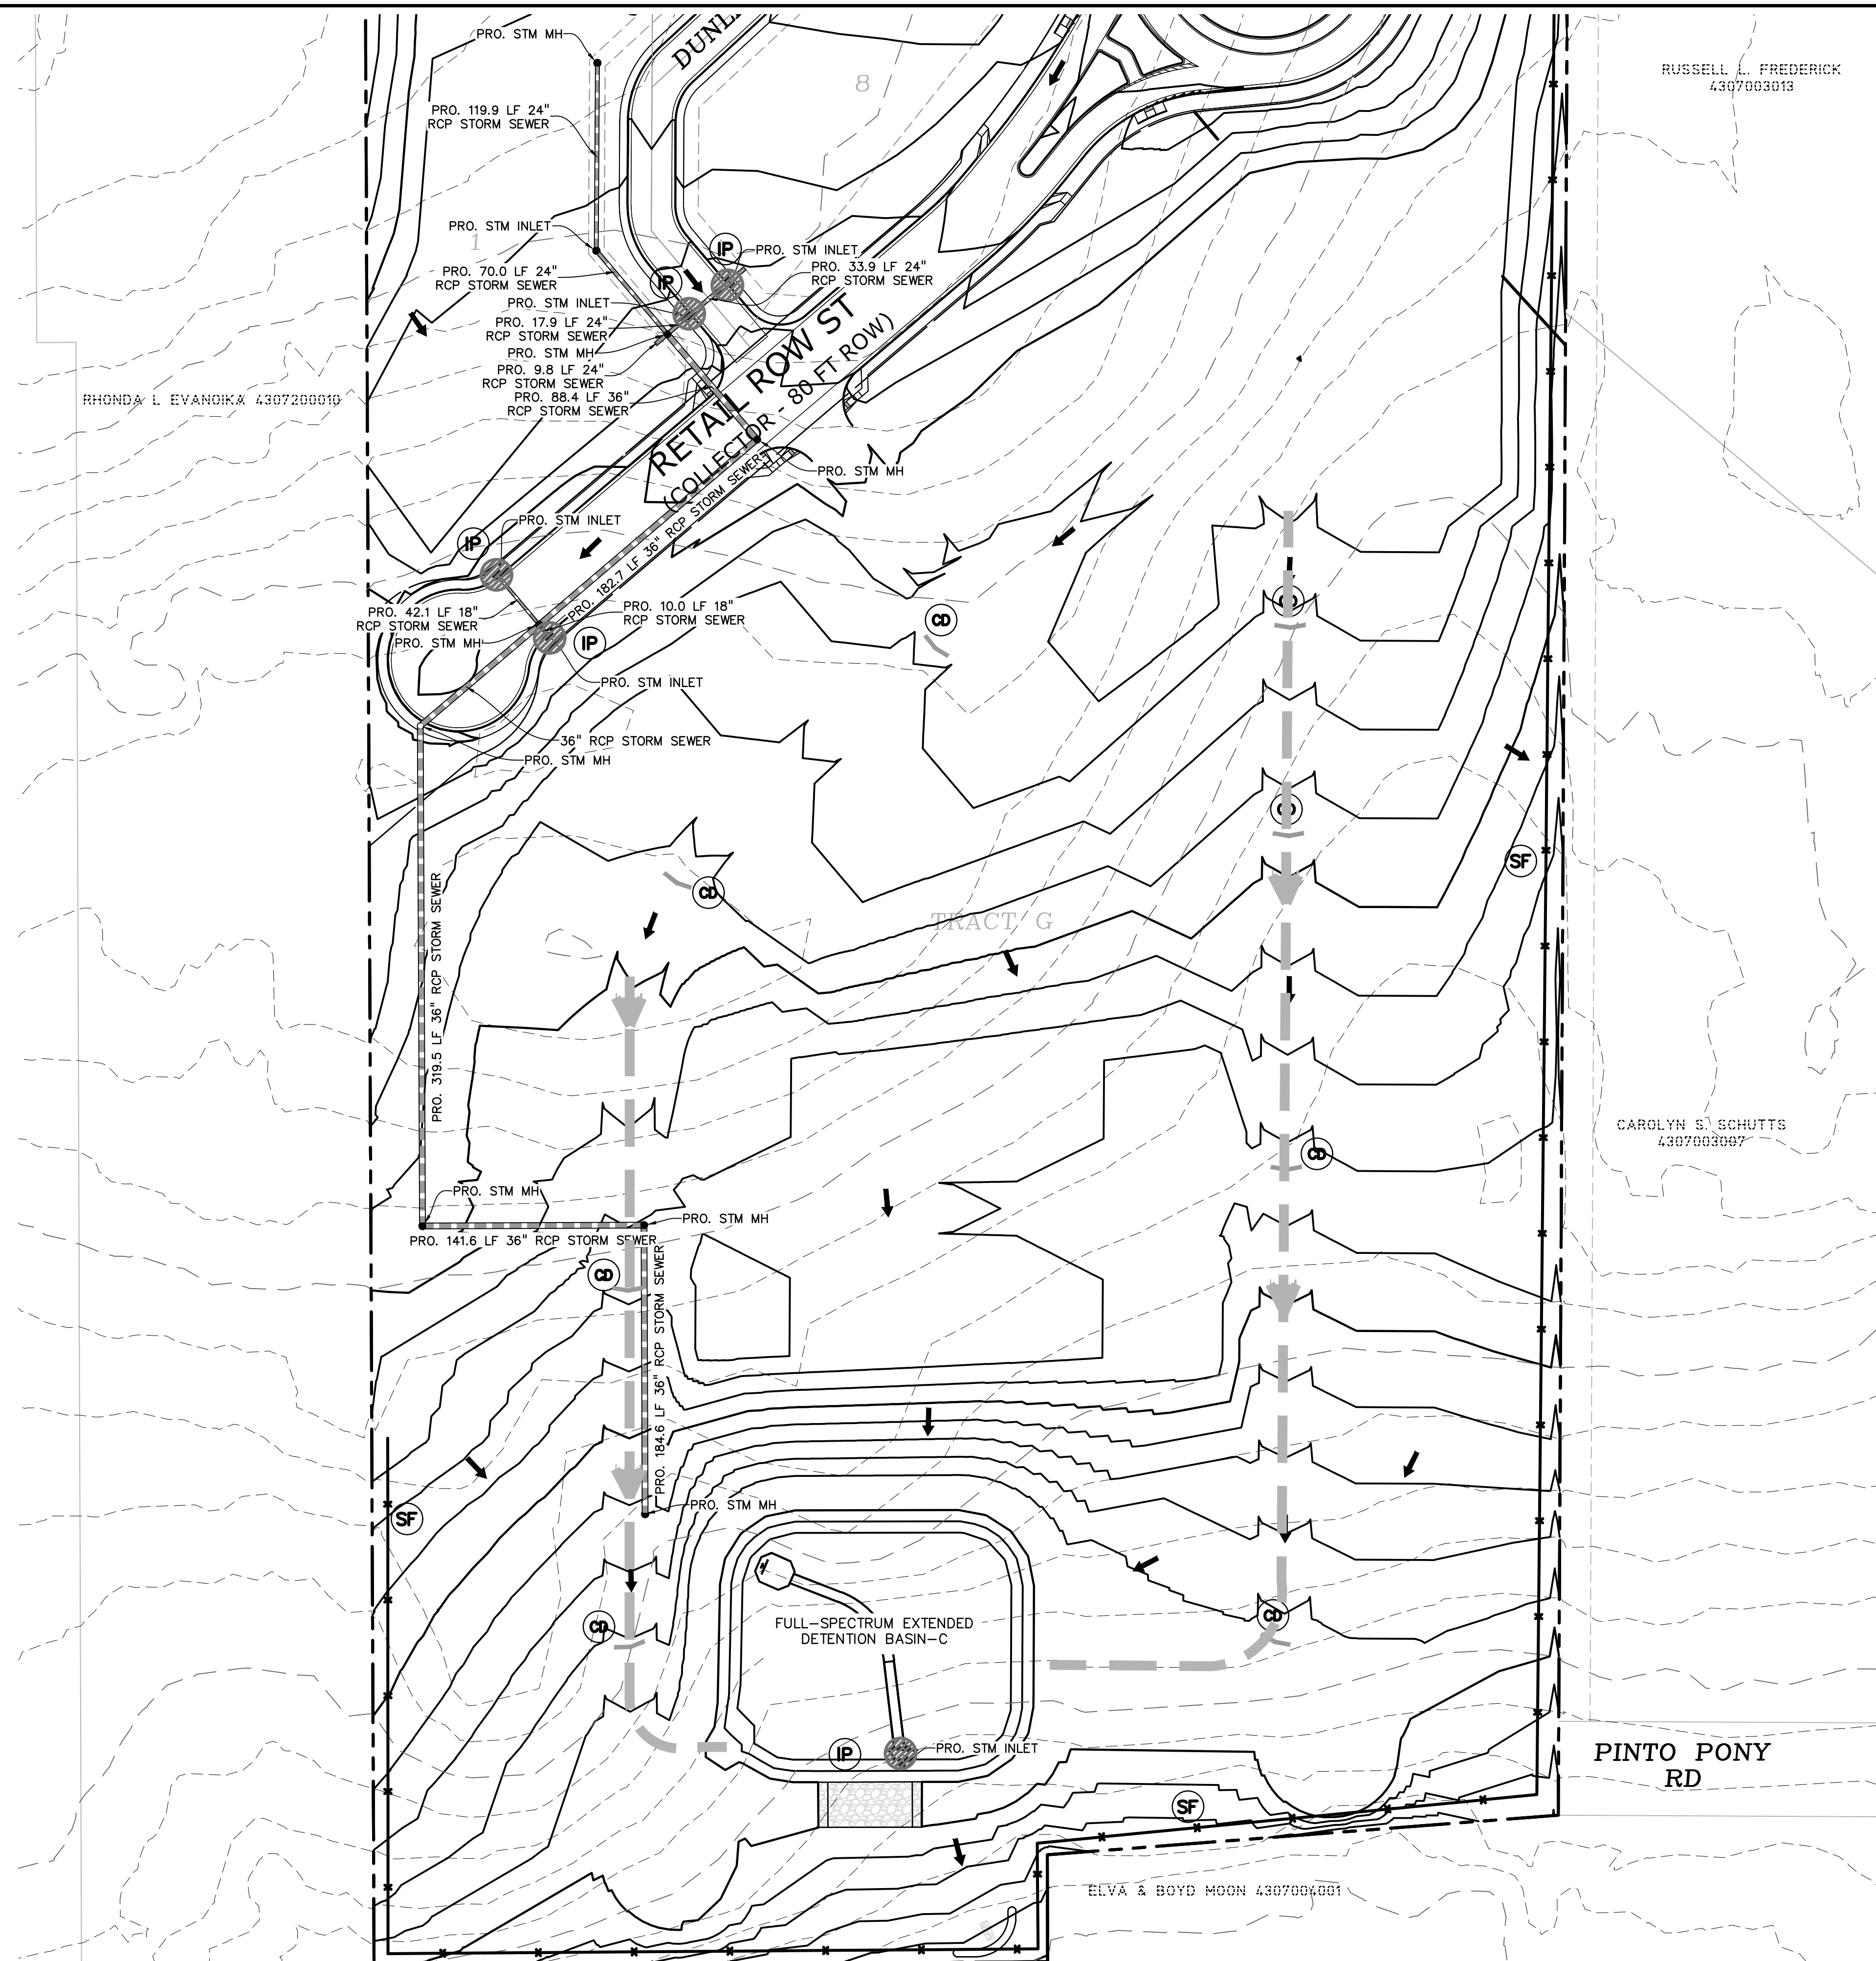 PRO. STM MH
DUNL
8
RUSSELL L. FREDERICK
4307003013
PRO. 119.9 LF 24"
RCP STORM SEWER
PRO. STM INLET
1
IP
PRO. STM INLET
PRO. 70.0 LF 24"
RCP STORM SEWER
IP
PRO. 33.9 LF 24"
RCP STORM SEWER
PRO. STM INLET
PRO. 17.9 LF 24"
RCP STORM SEWER
PRO. STM MH
PRO. 9.8 LF 24"
RCP STORM SEWER
PRO. 88.4 LF 36"
RCP STORM SEWER
RETAIL ROW ST
(COLLECTOR - 80 FT ROW)
RHONDA L EVANOIKA 4307200010
PRO. STM MH
PRO. STM INLET
IP
PRO. 182.7 LF 36" RCP STORM SEWER
PRO. 42.1 LF 18"
RCP STORM SEWER
PRO. 10.0 LF 18"
RCP STORM SEWER
PRO. STM MH
IP
CD
CD
PRO. STM INLET
36" RCP STORM SEWER
PRO. STM MH
CD
SF
1
CD
TRACT G
PRO. 319.5 LF 36" RCP STORM SEWER
CAROLYN S. SCHUTTS
4307003007
CD
PRO. STM MH
PRO. STM MH
PRO. 141.6 LF 36" RCP STORM SEWER
CD
PRO. 184.6 LF 36" RCP STORM SEWER
PRO. STM MH
SF
CD
FULL-SPECTRUM EXTENDED
DETENTION BASIN-C
CD
IP
PRO. STM INLET
PINTO PONY
RD
SF
ELVA & BOYD MOON 4307004001